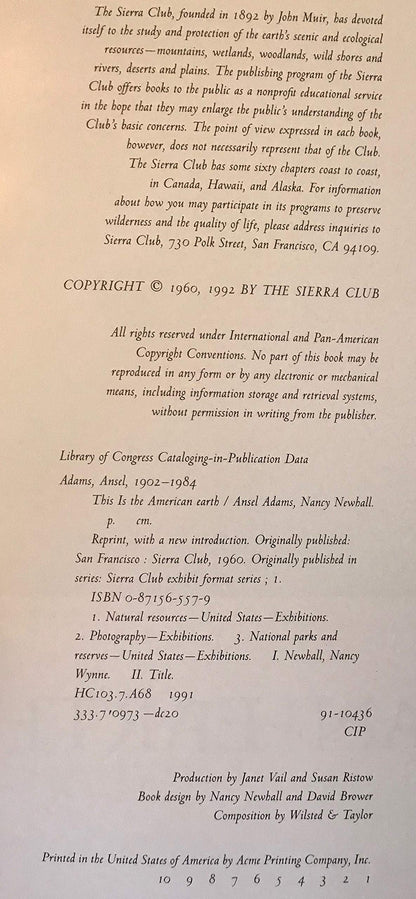 The Sierra Club, founded in 1892 by John Muir, has devoted
itself to the study and protection of the earth's scenic and ecological
resources—mountains, wetlands, woodlands, wild shores and
rivers, deserts and plains. The publishing program of the Sierra
Club offers books to the public as a nonprofit educational service
in the hope that they may enlarge the public's understanding of the
Club's basic concerns. The point of view expressed in each book,
however, does not necessarily represent that of the Club.
The Sierra Club has some sixty chapters coast to coast,
in Canada, Hawaii, and Alaska. For information
about how you may participate in its programs to preserve
wilderness and the quality of life, please address inquiries to
Sierra Club, 730 Polk Street, San Francisco, CA 94109.
COPYRIGHT © 1960, 1992 BY THE SIERRA CLUB
All rights reserved under International and Pan-American
Copyright Conventions. No part of this book may be
reproduced in any form or by any electronic or mechanical
means, including information storage and retrieval systems,
without permission in writing from the publisher.
Library of Congress Cataloging-in-Publication Data
Adams, Ansel, 1902–1984
This Is the American earth / Ansel Adams, Nancy Newhall.
p. cm.
Reprint, with a new introduction. Originally published:
San Francisco : Sierra Club, 1960. Originally published in
series: Sierra Club exhibit format series ; 1.
ISBN 0-87156-557-9
1. Natural resources—United States—Exhibitions.
2. Photography—Exhibitions. 3. National parks and
reserves—United States—Exhibitions. I. Newhall, Nancy
Wynne. II. Title.
HC103.7.A68 1991
333.7'0973—dc20 91-10436
CIP
Production by Janet Vail and Susan Ristow
Book design by Nancy Newhall and David Brower
Composition by Wilsted & Taylor
Printed in the United States of America by Acme Printing Company, Inc.
10 9 8 7 6 5 4 3 2 1